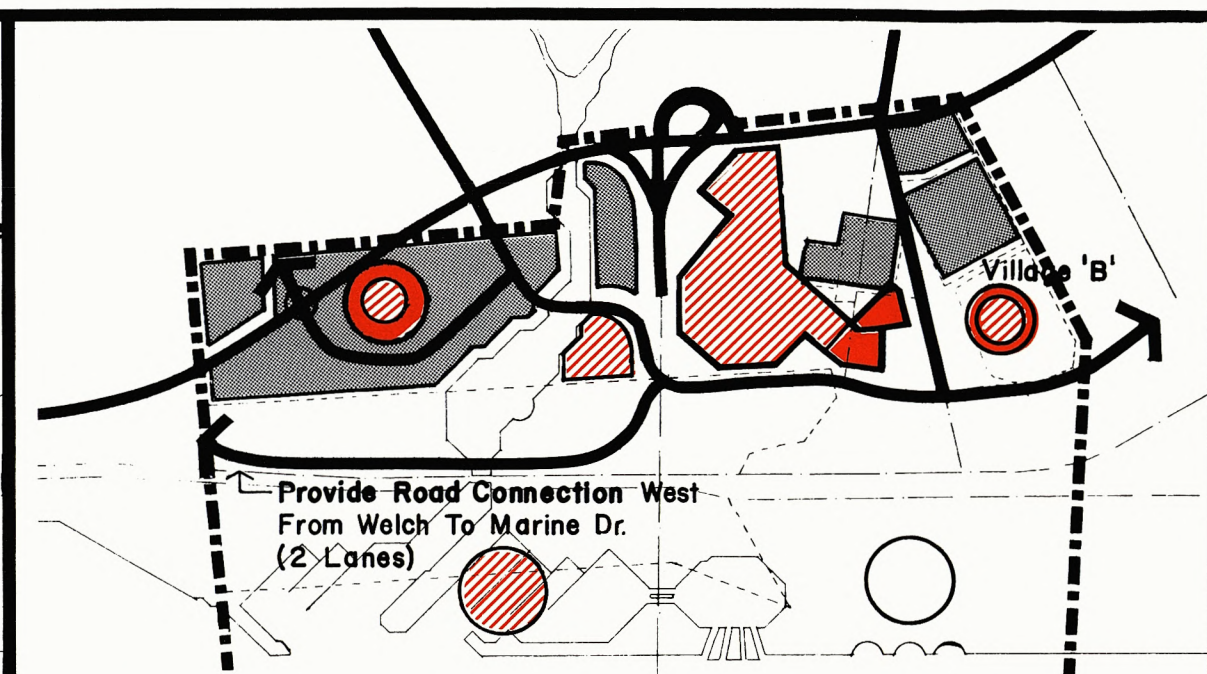 Village 'B'
Provide Road Connection West
From Welch To Marine Dr.
(2 Lanes)